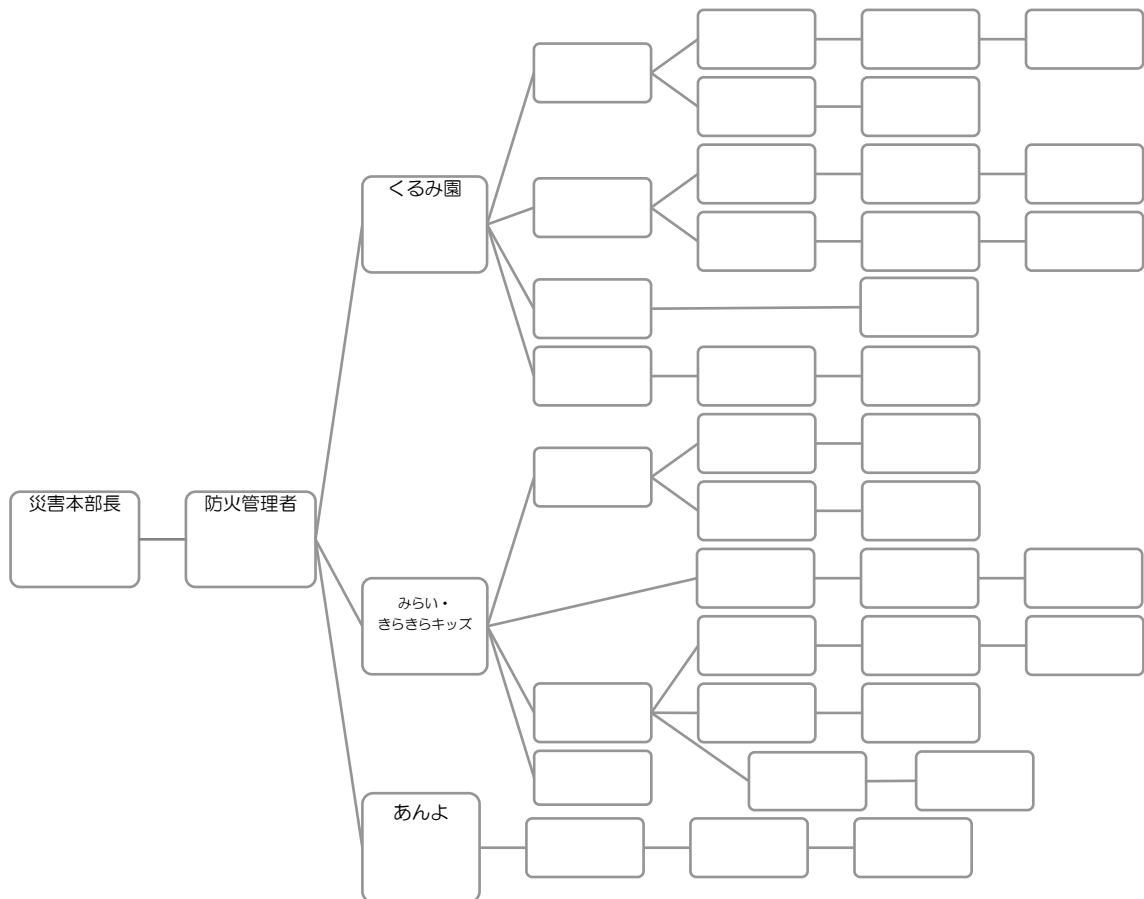 くるみ園
災害本部長
防火管理者
みらい・
きらきらキッズ
あんよ